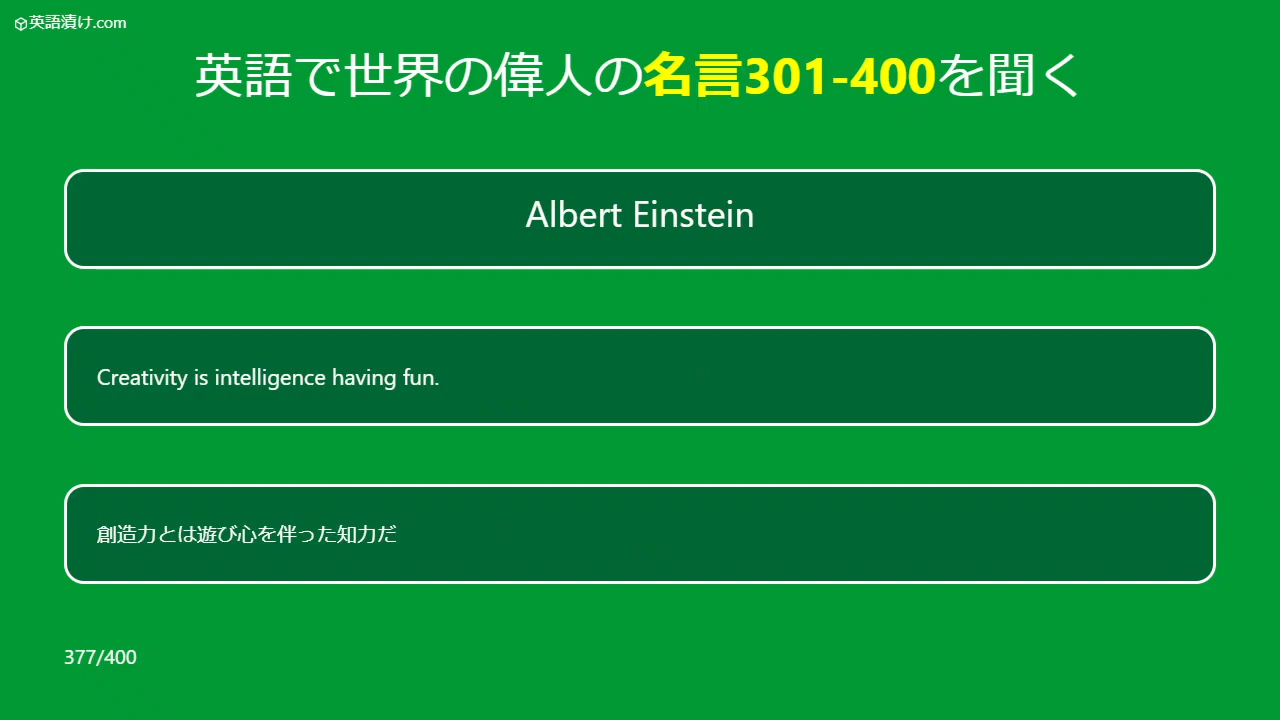 英語漬け.com
英語で世界の偉人の名言301-400を聞く
Albert Einstein
Creativity is intelligence having fun.
創造力とは遊び心を伴った知力だ
377/400